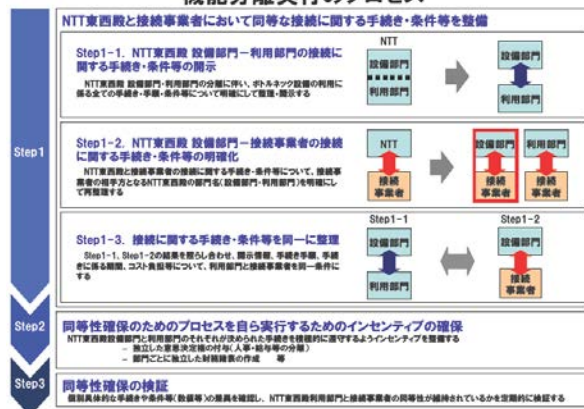 機能分離実行のプロセス
NTT東西殿と接続事業者において同等な接続に関する手続き・条件等を整備
Step1
Step1-1. NTT東西殿 設備部門-利用部門の接続に
関する手続き・条件等の開示
NTT東西殿 設備部門・利用部門の分離に伴い、ボトルネック設備の利用に
係る全ての手続き・手順・条件等について明確にして整理・開示する
NTT
設備部門
利用部門
設備部門
利用部門
Step1-2. NTT東西殿 設備部門-接続事業者の接続
に関する手続き・条件等の明確化
NTT東西殿と接続事業者の接続に関する手続き・条件等について、接続事
業者の相手方となるNTT東西殿の部門名(設備部門・利用部門)を明確にし
て再整理する
NTT
接続
事業者
設備部門
接続
事業者
利用部門
接続
事業者
Step1-3. 接続に関する手続き・条件等を同一に整理
Step1-1、Step1-2の結果を照らし合わせ、開示情報、手続き手順、手続
きに係る期間、コスト負担等について、利用部門と接続事業者を同一条件に
する
Step1-1
設備部門
利用部門
Step1-2
設備部門
接続
事業者
Step2
同等性確保のためのプロセスを自ら実行するためのインセンティブの確保
NTT東西殿設備部門と利用部門のそれぞれが決められた手続きを積極的に遵守するようインセンティブを整備する
– 独立した意思決定権の付与(人事・給与等の分離)
– 部門ごとに独立した財務諸表の作成 等
Step3
同等性確保の検証
個別具体的な手続きや条件等(数値等)の差異を確認し、NTT東西殿利用部門と接続事業者の同等性が維持されているかを定期的に検証する